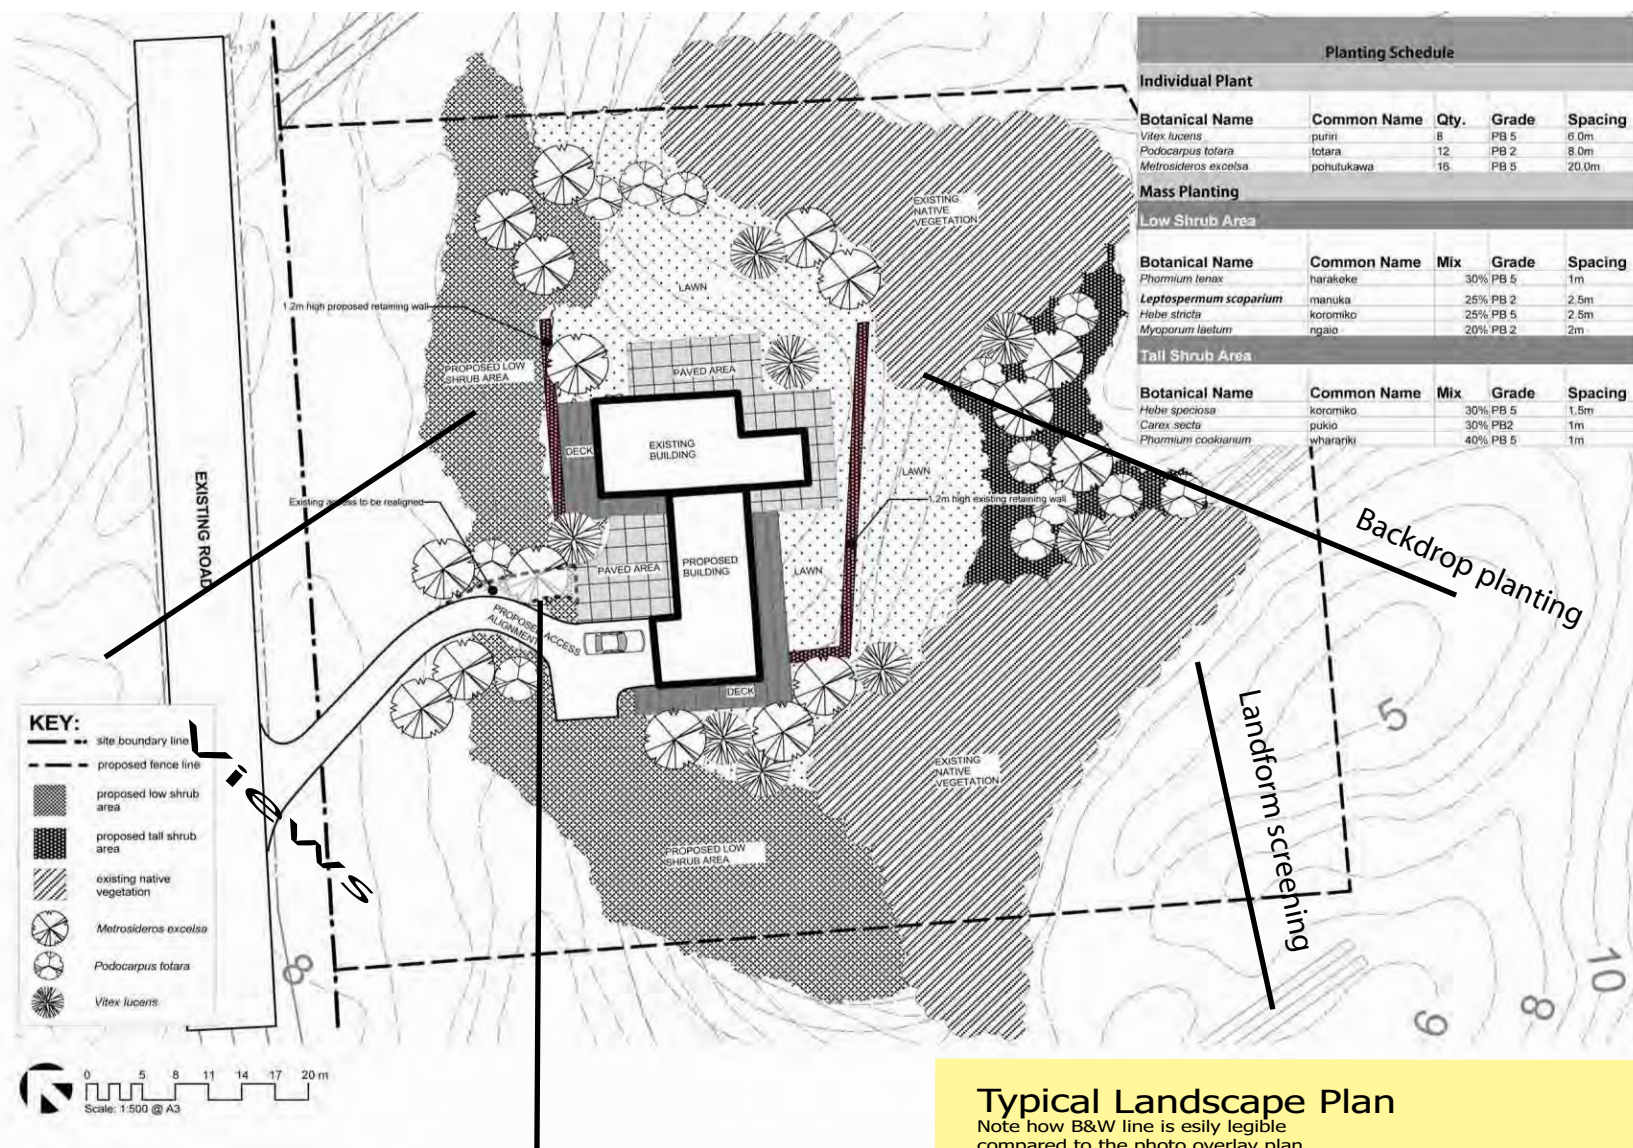 Planting Schedule
Individual Plant
Botanical Name Common Name Qty. Grade Spacing
Vitex lucens puriri 8 PB 5 6.0m
Podocarpus totara totara 12 PB 2 8.0m
Metrosideros excelsa pohutukawa 16 PB 5 20.0m
Mass Planting
Low Shrub Area
Botanical Name Common Name Mix Grade Spacing
Phormium tenax harakeke 30% PB 5 1m
Leptospermum scoparium manuka 25% PB 2 2.5m
Hebe stricta koromiko 25% PB 5 2.5m
Myoporum laetum ngaio 20% PB 2 2m
Tall Shrub Area
Botanical Name Common Name Mix Grade Spacing
Hebe speciosa koromiko 30% PB 5 1.5m
Carex secta pukio 30% PB2 1m
Phormium cookianum wharariki 40% PB 5 1m
EXISTING
NATIVE
VEGETATION
LAWN
1.2m high proposed retaining wall
PROPOSED LOW
SHRUB AREA
PAVED AREA
EXISTING
BUILDING
DECK
LAWN
Existing access to be realigned
1.2m high existing retaining wall
EXISTING ROAD
PAVED AREA
PROPOSED
BUILDING
LAWN
PROPOSED ACCESS
ALIGNMENT
DECK
Backdrop planting
Landform screening
Views
EXISTING
NATIVE
VEGETATION
PROPOSED LOW
SHRUB AREA
KEY:
site boundary line
proposed fence line
proposed low shrub
area
proposed tall shrub
area
existing native
vegetation
Metrosideros excelsa
Podocarpus totara
Vitex lucens
8
5
6
8
10
0 5 8 11 14 17 20 m
Scale: 1:500 @ A3
Typical Landscape Plan
Note how B&W line is esily legible
compared to the photo overlay plan